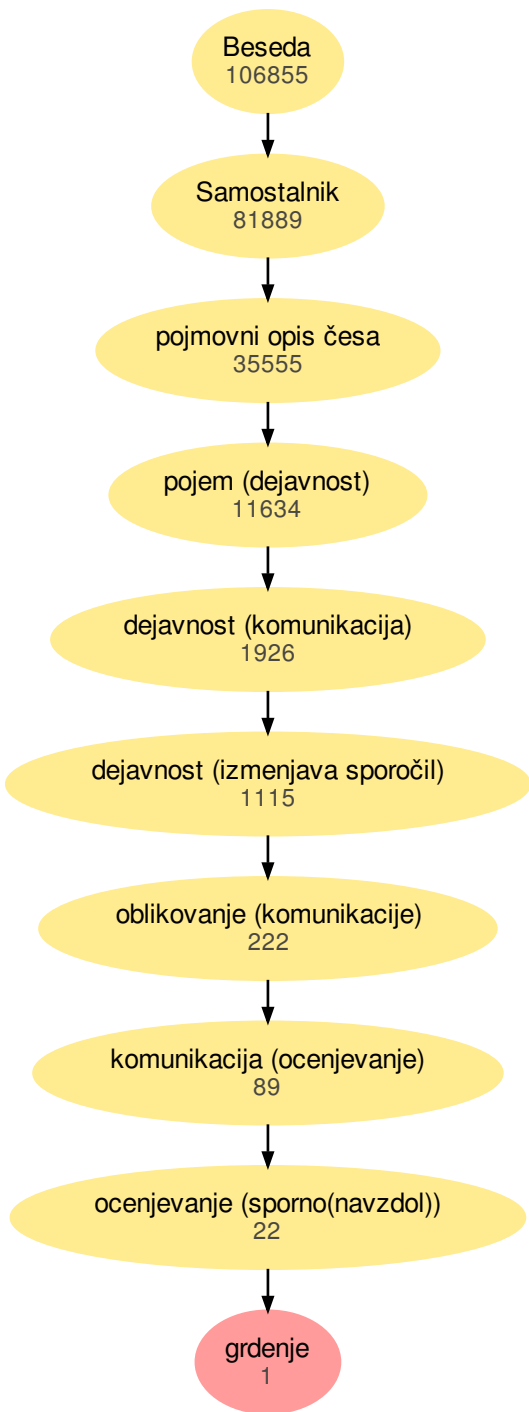 Beseda
106855
Samostalnik
81889
pojmovni opis česa
35555
pojem (dejavnost)
11634
dejavnost (komunikacija)
1926
dejavnost (izmenjava sporočil)
1115
oblikovanje (komunikacije)
222
komunikacija (ocenjevanje)
89
ocenjevanje (sporno(navzdol))
22
grdenje
1